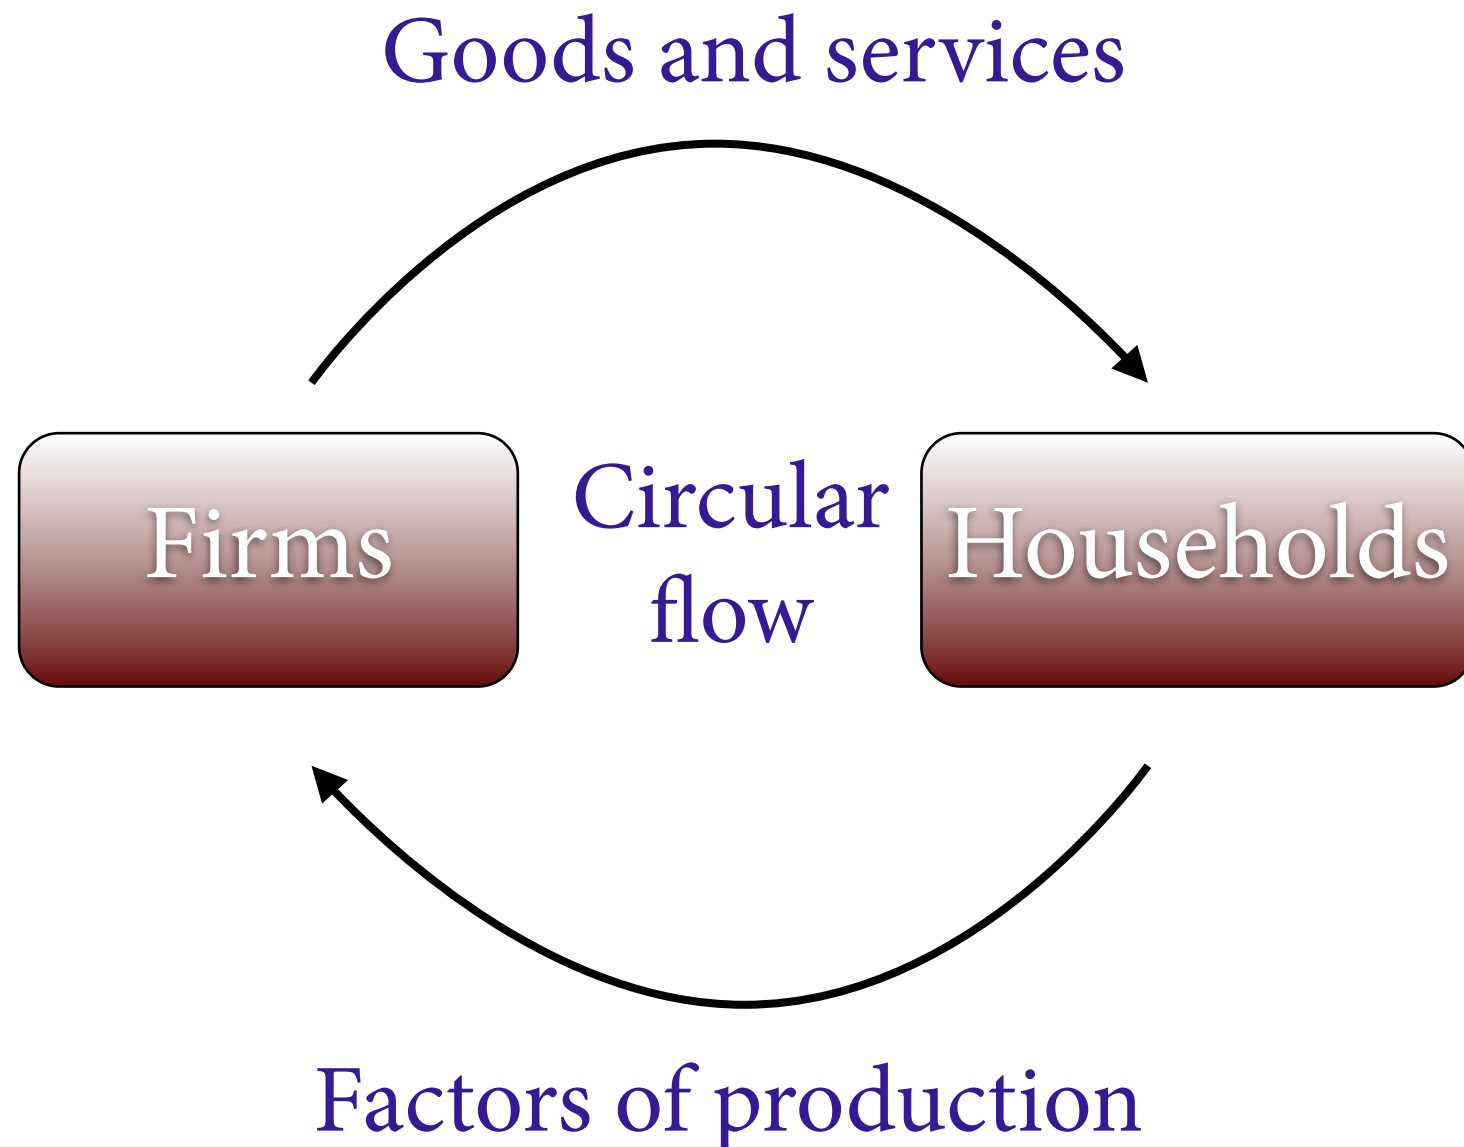 Goods and services
Firms
Circular
flow
Households
Factors of production